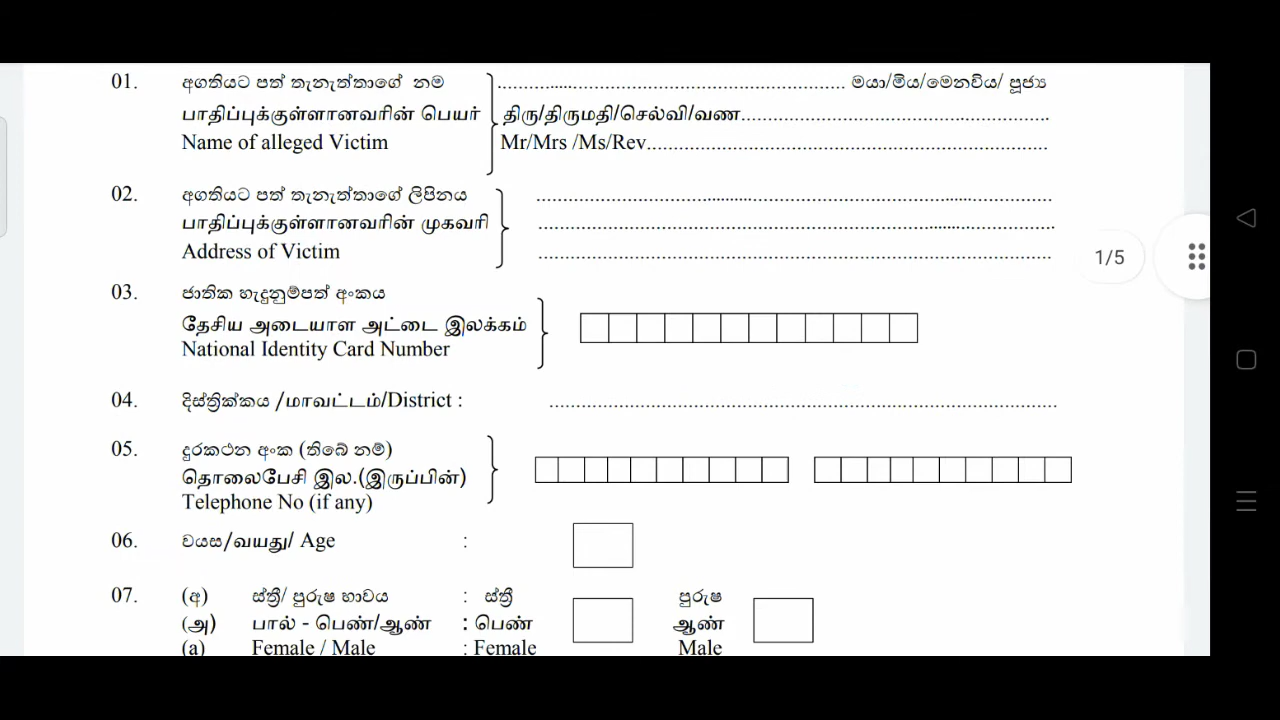 01. අගතියට පත් තැනැත්තාගේ නම ................................................................ මයා/මිය/මෙනවිය/ පූජ්‍ය
பாதிப்புக்குள்ளானவரின் பெயர் திரு/திருமதி/செல்வி/வண......................................................
Name of alleged Victim Mr/Mrs /Ms/Rev......................................................................
02. අගතියට පත් තැනැත්තාගේ ලිපිනය ..........................................................................................
பாதிப்புக்குள்ளானவரின் முகவரி ..........................................................................................
Address of Victim ..........................................................................................
03. ජාතික හැඳුනුම්පත් අංකය
தேசிய அடையாள அட்டை இலக்கம்
National Identity Card Number
1/5
04. දිස්ත්‍රික්කය /மாவட்டம்/District : ..........................................................................................
05. දුරකථන අංක (තිබේ නම්)
தொலைபேசி இல.(இருப்பின்)
Telephone No (if any)
06. වයස/வயது/ Age :
07. (අ) ස්ත්‍රී/ පුරුෂ භාවය : ස්ත්‍රී පුරුෂ
(அ) பால் - பெண்/ஆண் : பெண் ஆண்
(a) Female / Male : Female Male